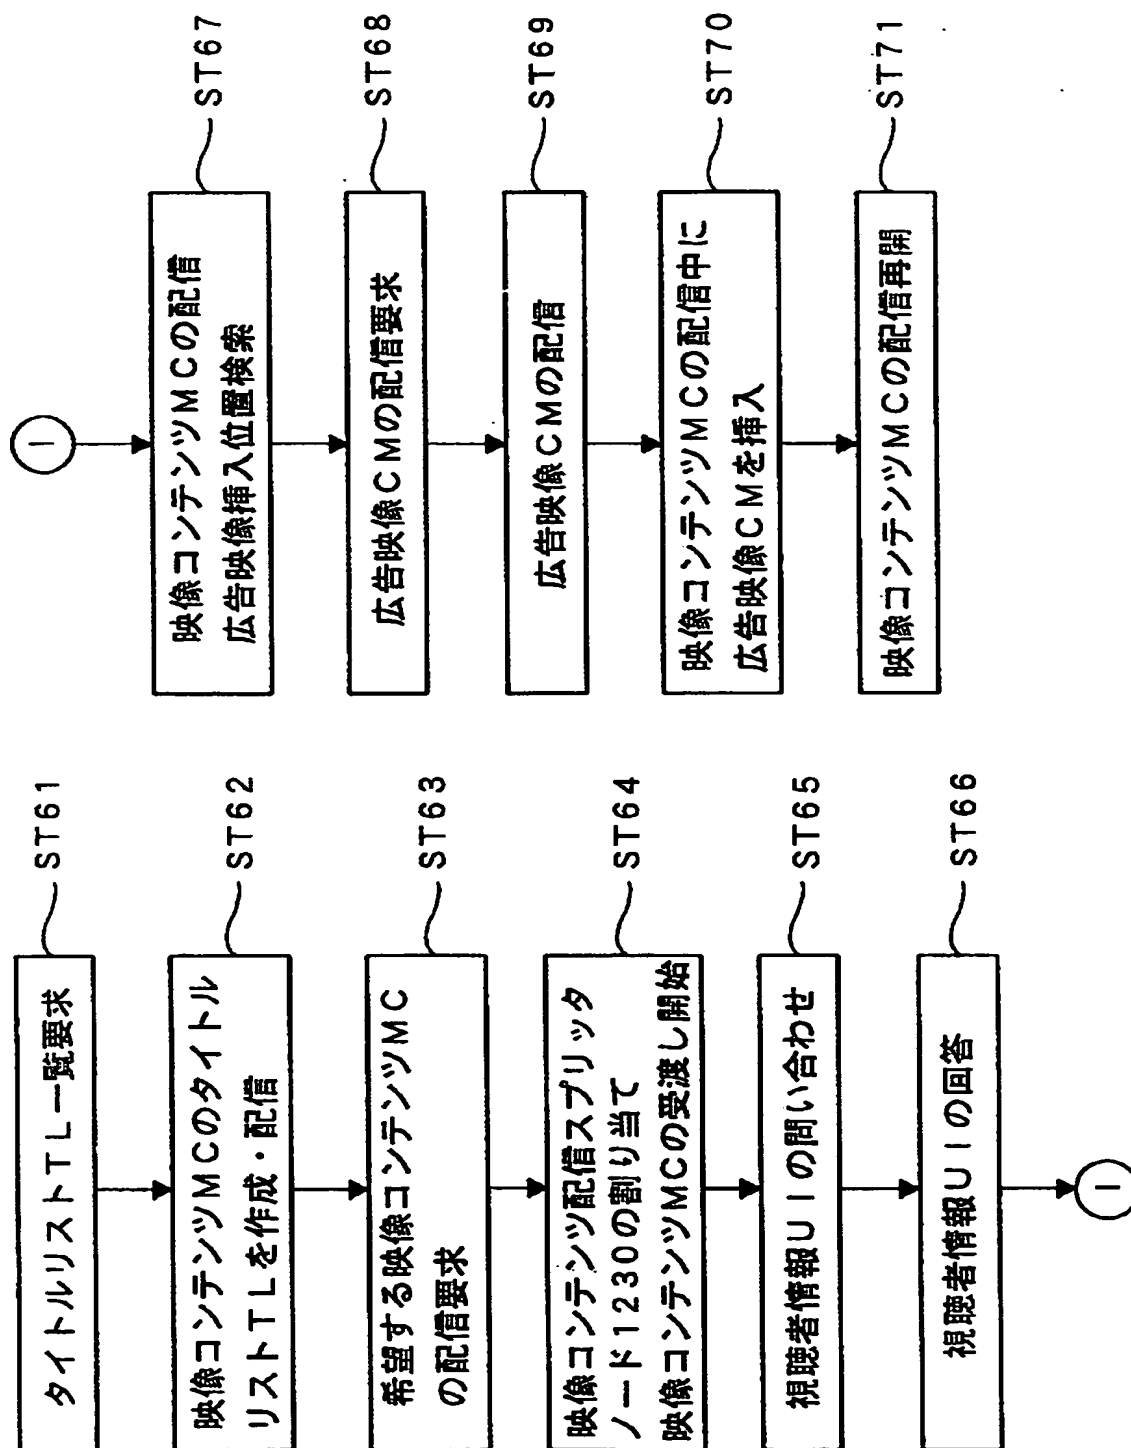 タイトルリストTL一覧要求
ST61
映像コンテンツMCのタイトル
リストTLを作成・配信
ST62
希望する映像コンテンツMC
の配信要求
ST63
映像コンテンツ配信スプリッタ
ノード1230の割り当て
映像コンテンツMCの受渡し開始
ST64
視聴者情報UIの問い合わせ
ST65
視聴者情報UIの回答
ST66
1
1
映像コンテンツMCの配信
広告映像挿入位置検索
ST67
広告映像CMの配信要求
ST68
広告映像CMの配信
ST69
映像コンテンツMCの配信中に
広告映像CMを挿入
ST70
映像コンテンツMCの配信再開
ST71